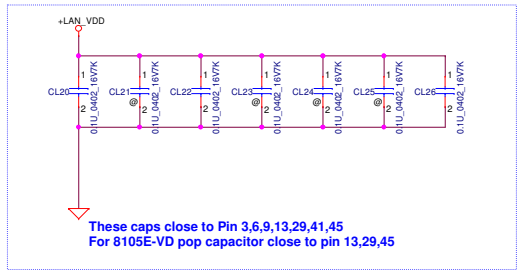 +LAN_VDD
1 1 1 1 1 1 1
CL20 CL21 CL22 CL23 CL24 CL25 CL26
@ @ @ @
2 2 2 2 2 2 2
0.1U_0402_16V7K 0.1U_0402_16V7K 0.1U_0402_16V7K 0.1U_0402_16V7K 0.1U_0402_16V7K 0.1U_0402_16V7K 0.1U_0402_16V7K
These caps close to Pin 3,6,9,13,29,41,45
For 8105E-VD pop capacitor close to pin 13,29,45